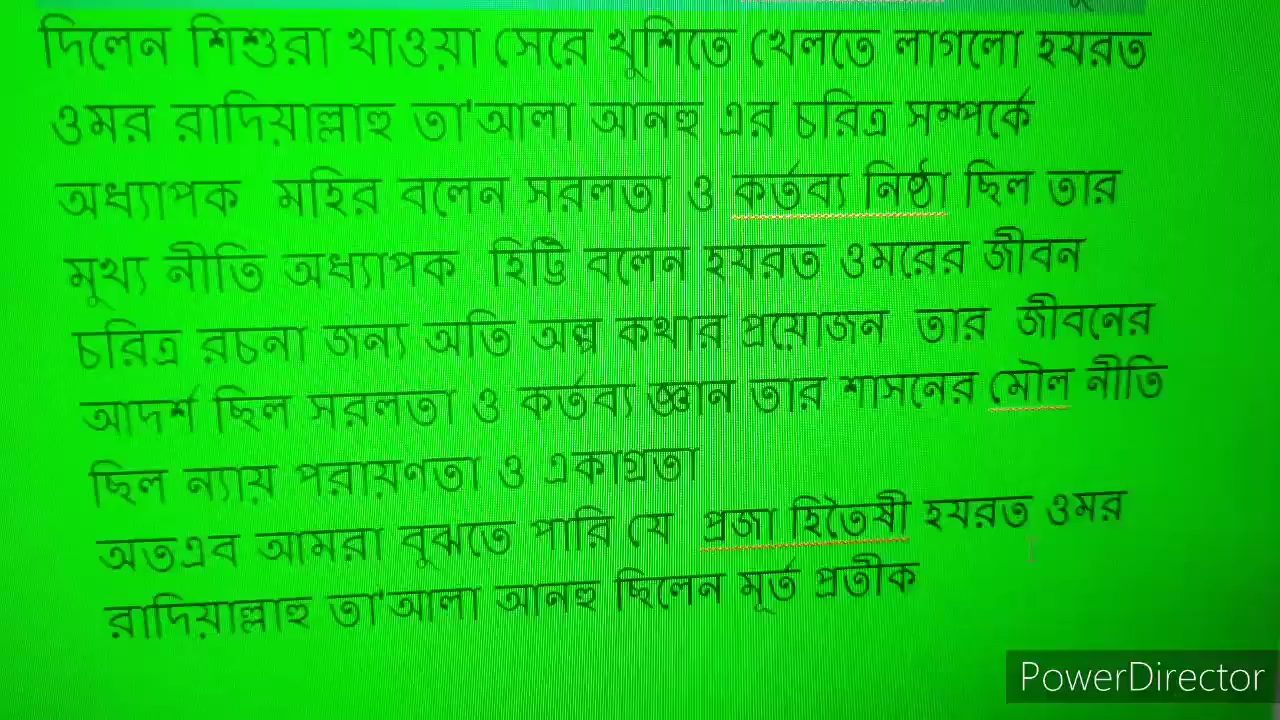 দিলেন শিশুরা খাওয়া সেরে খুশিতে খেলতে লাগলো হযরত
ওমর রাদিয়াল্লাহু তা'আলা আনহু এর চরিত্র সম্পর্কে
অধ্যাপক মহির বলেন সরলতা ও কর্তব্য নিষ্ঠা ছিল তার
মুখ্য নীতি অধ্যাপক হিট্টি বলেন হযরত ওমরের জীবন
চরিত্র রচনা জন্য অতি অল্প কথার প্রয়োজন তার জীবনের
আদর্শ ছিল সরলতা ও কর্তব্য জ্ঞান তার শাসনের মৌল নীতি
ছিল ন্যায় পরায়ণতা ও একাগ্রতা
অতএব আমরা বুঝতে পারি যে প্রজা হিতৈষী হযরত ওমর
রাদিয়াল্লাহু তা'আলা আনহু ছিলেন মূর্ত প্রতীক
PowerDirector